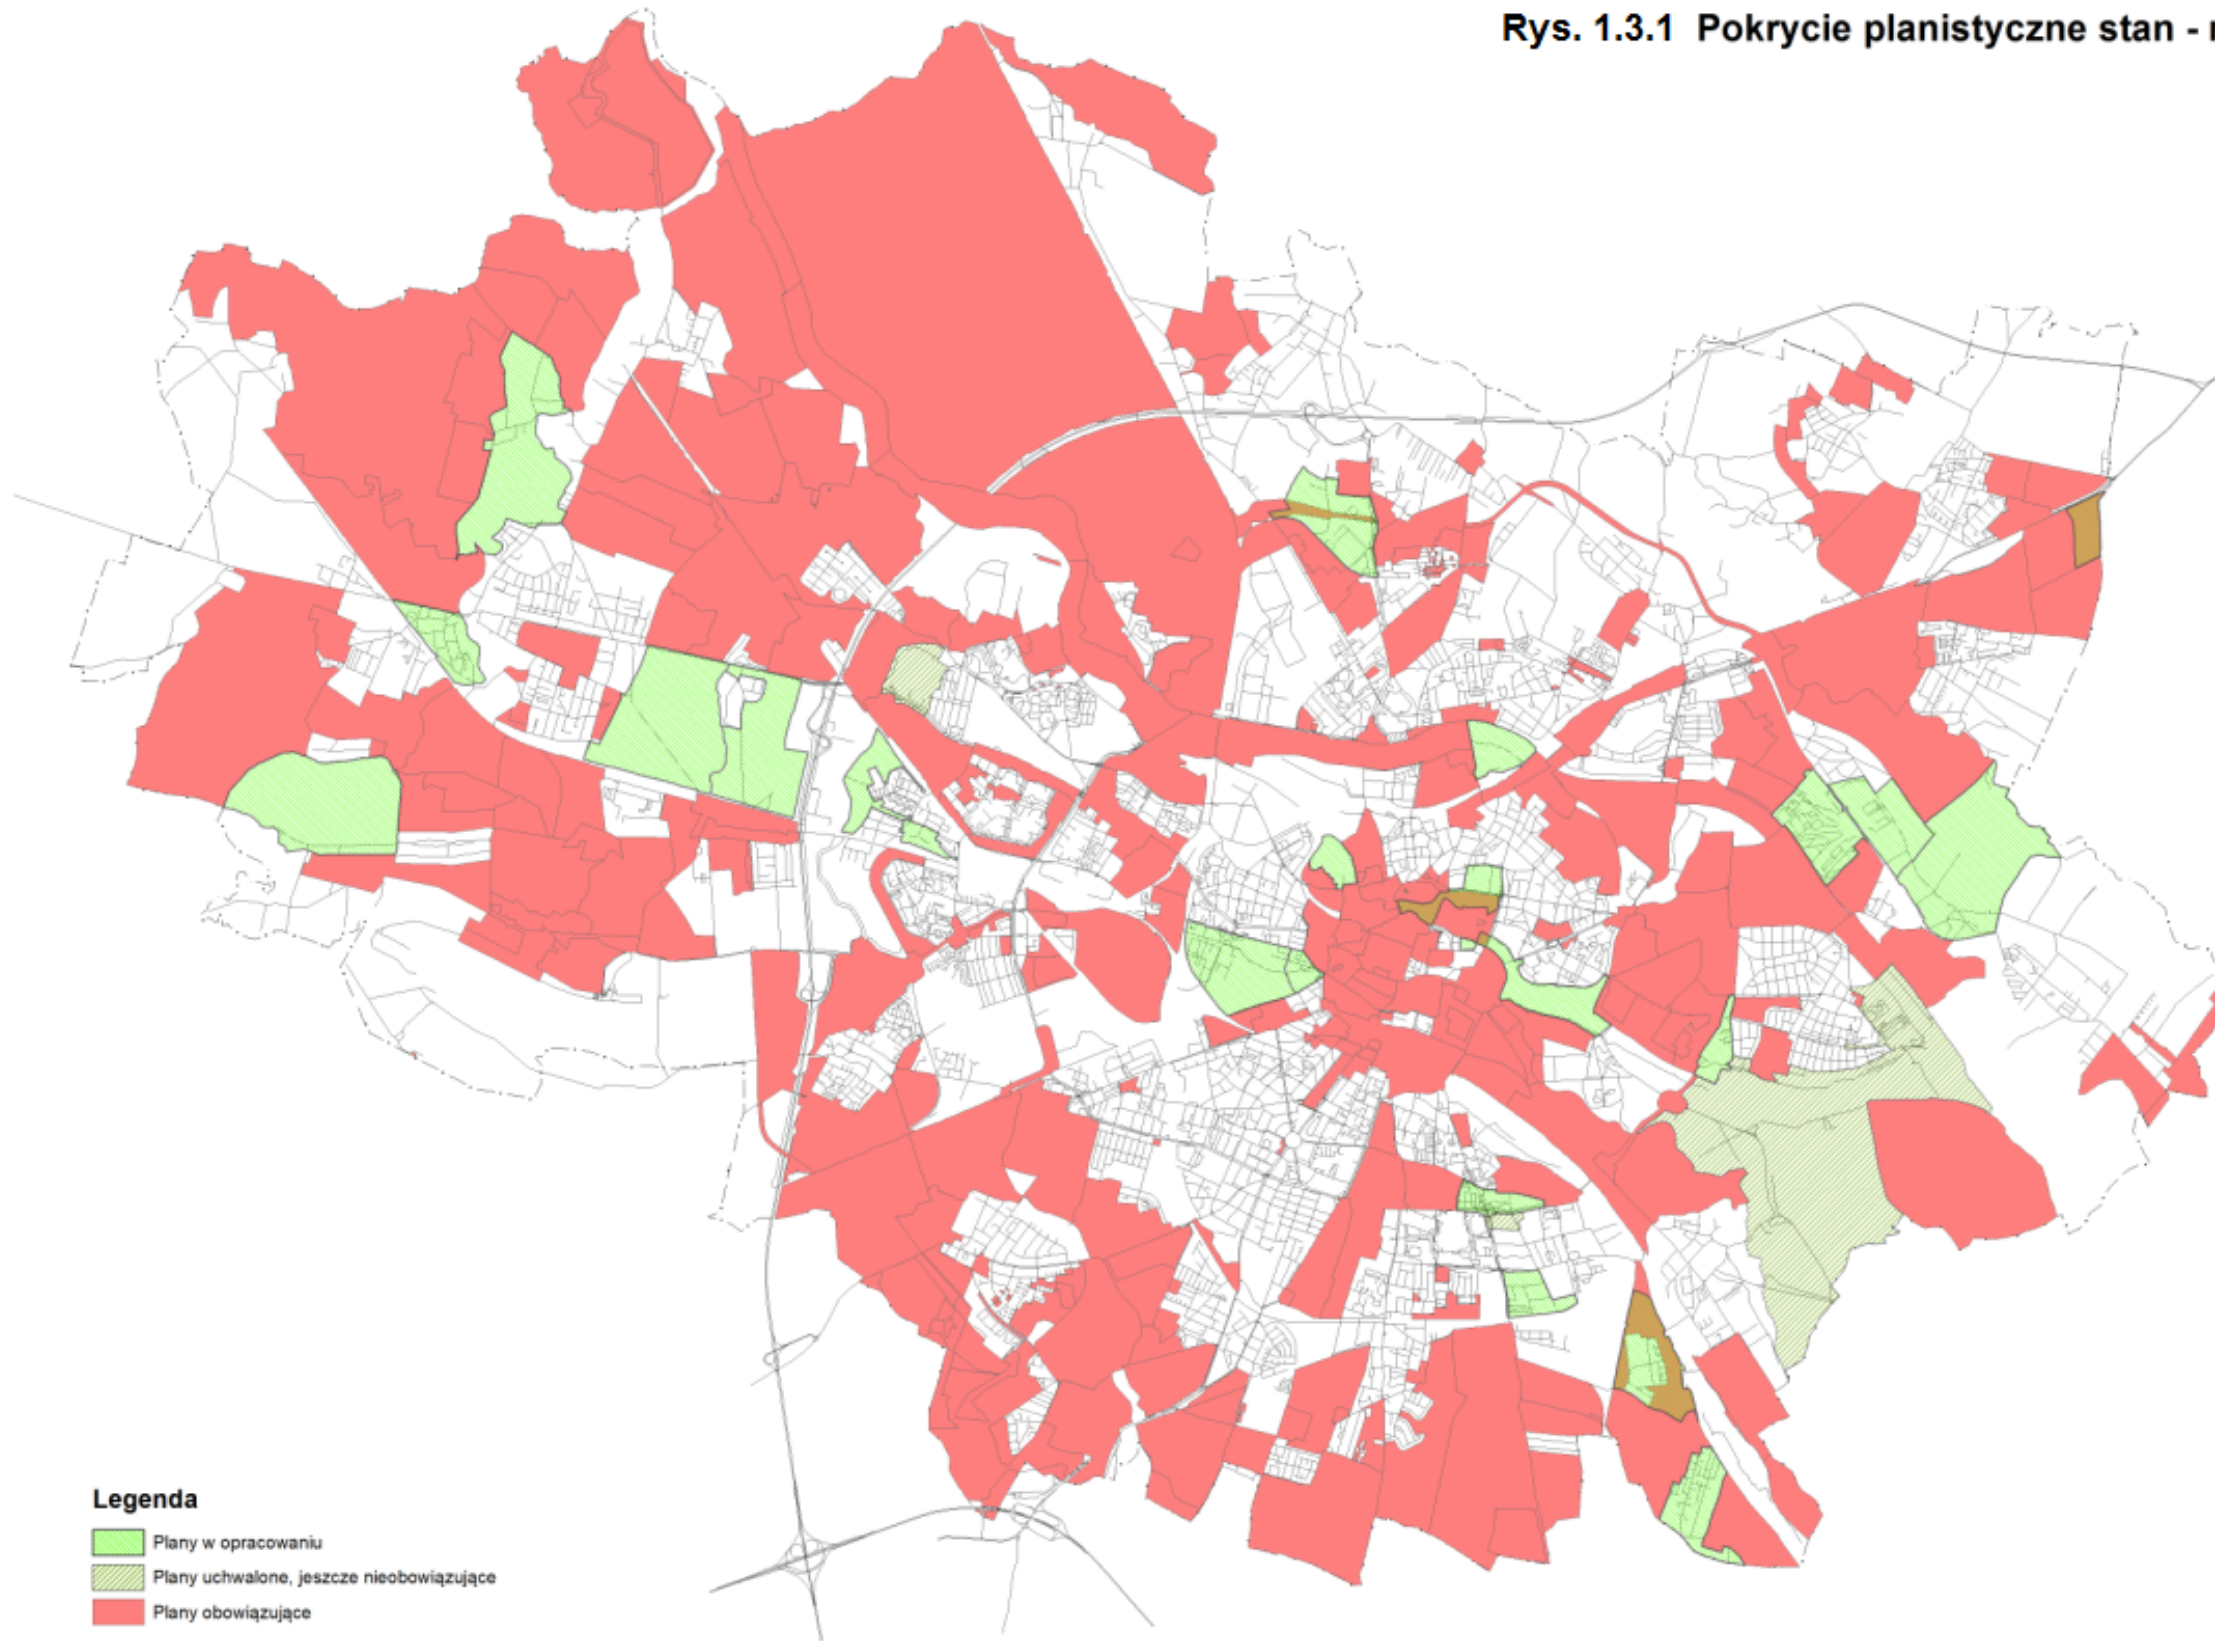 Rys. 1.3.1 Pokrycie planistyczne stan -
Legenda
Plany w opracowaniu
Plany uchwalone, jeszcze nieobowiązujące
Plany obowiązujące